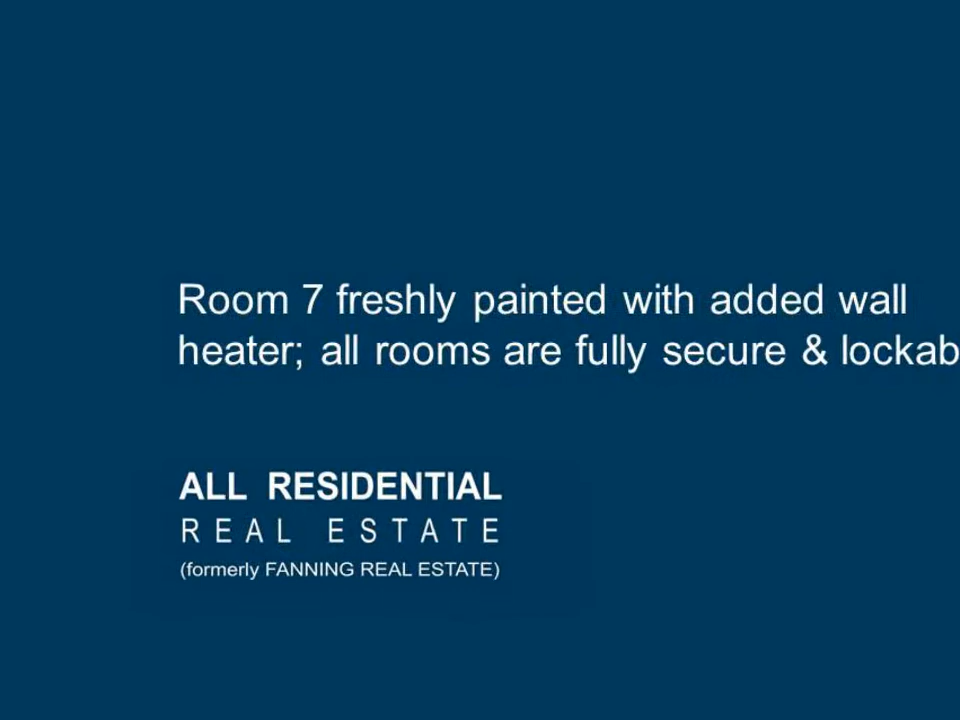 Room 7 freshly painted with added wall
heater; all rooms are fully secure & lockab
ALL RESIDENTIAL
REAL ESTATE
(formerly FANNING REAL ESTATE)